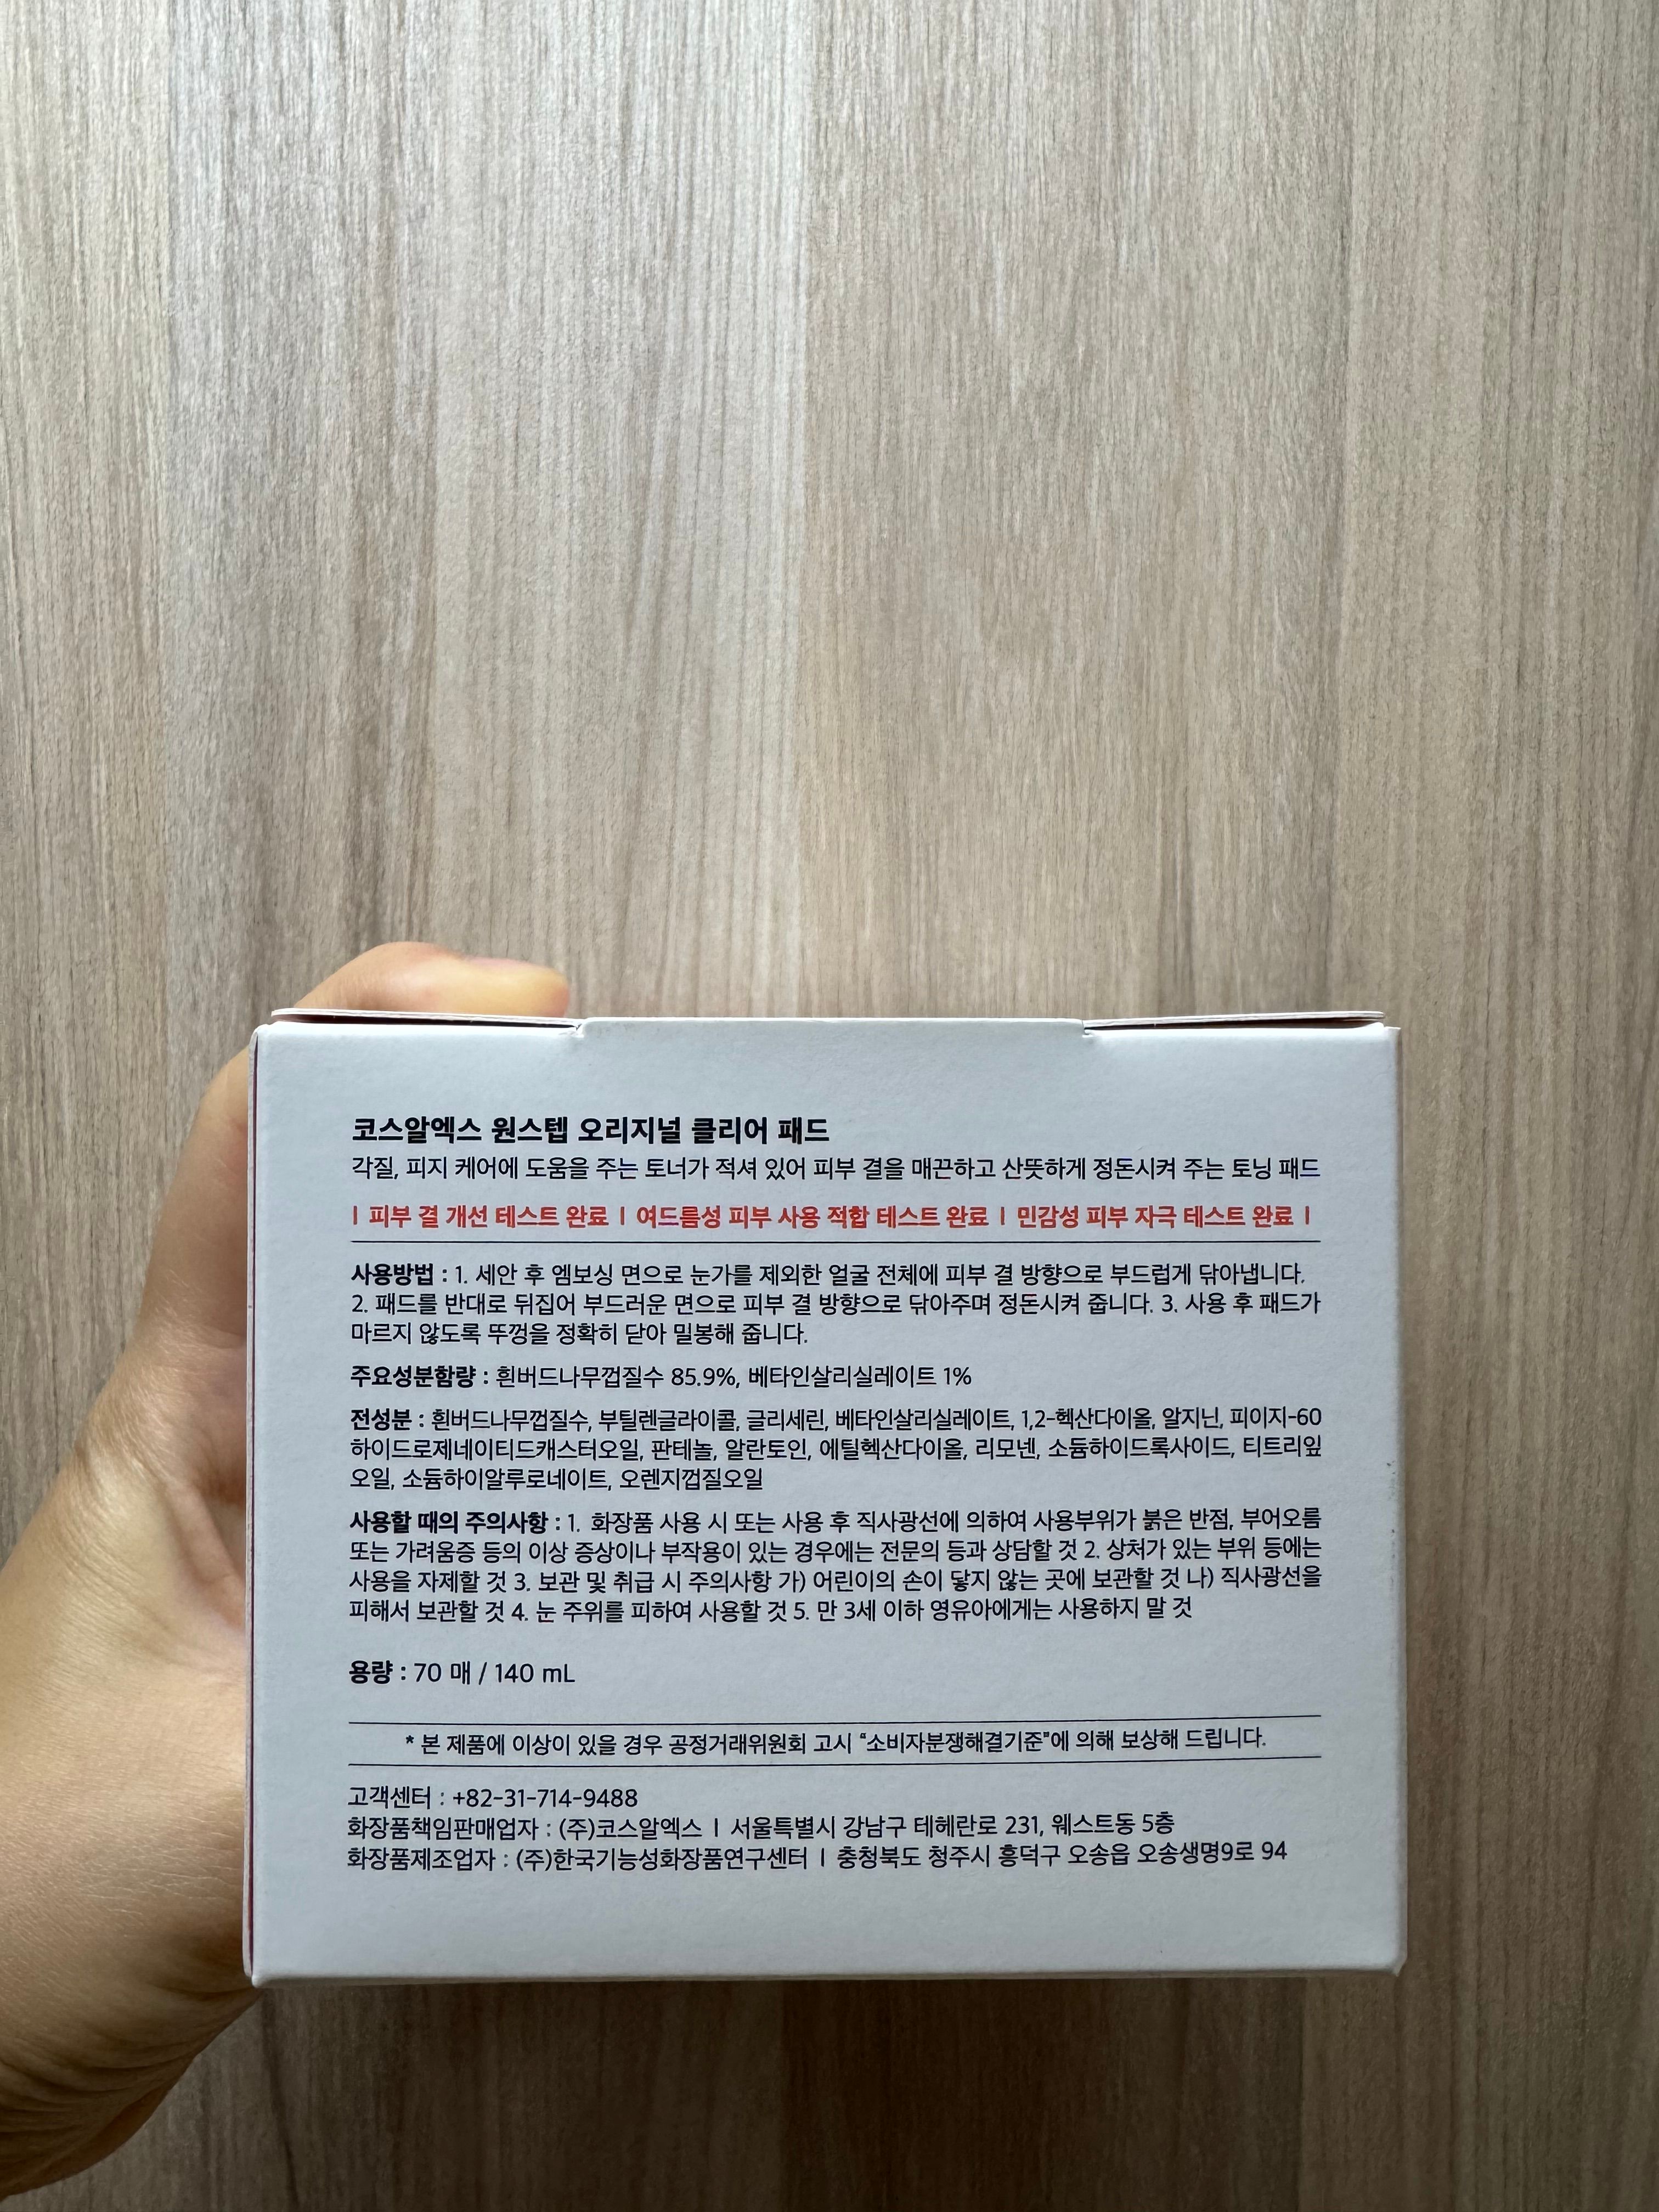 코스알엑스 원스텝 오리지널 클리어 패드
각질, 피지 케어에 도움을 주는 토너가 적셔 있어 피부 결을 매끈하고 산뜻하게 정돈시켜 주는 토닝 패드
| 피부 결 개선 테스트 완료 | 여드름성 피부 사용 적합 테스트 완료 | 민감성 피부 자극 테스트 완료 |
사용방법 : 1. 세안 후 엠보싱 면으로 눈가를 제외한 얼굴 전체에 피부 결 방향으로 부드럽게 닦아냅니다.
2. 패드를 반대로 뒤집어 부드러운 면으로 피부 결 방향으로 닦아주며 정돈시켜 줍니다. 3. 사용 후 패드가
마르지 않도록 뚜껑을 정확히 닫아 밀봉해 줍니다.
주요성분함량 : 흰버드나무껍질수 85.9%, 베타인살리실레이트 1%
전성분 : 흰버드나무껍질수, 부틸렌글라이콜, 글리세린, 베타인살리실레이트, 1,2-헥산다이올, 알지닌, 피이지-60
하이드로제네이티드캐스터오일, 판테놀, 알란토인, 에틸헥산다이올, 리모넨, 소듐하이드록사이드, 티트리잎
오일, 소듐하이알루로네이트, 오렌지껍질오일
사용할 때의 주의사항 : 1. 화장품 사용 시 또는 사용 후 직사광선에 의하여 사용부위가 붉은 반점, 부어오름
또는 가려움증 등의 이상 증상이나 부작용이 있는 경우에는 전문의 등과 상담할 것 2. 상처가 있는 부위 등에는
사용을 자제할 것 3. 보관 및 취급 시 주의사항 가) 어린이의 손이 닿지 않는 곳에 보관할 것 나) 직사광선을
피해서 보관할 것 4. 눈 주위를 피하여 사용할 것 5. 만 3세 이하 영유아에게는 사용하지 말 것
용량 : 70 매 / 140 mL
* 본 제품에 이상이 있을 경우 공정거래위원회 고시 "소비자분쟁해결기준"에 의해 보상해 드립니다.
고객센터 : +82-31-714-9488
화장품책임판매업자 : (주)코스알엑스 | 서울특별시 강남구 테헤란로 231, 웨스트동 5층
화장품제조업자 : (주)한국기능성화장품연구센터 | 충청북도 청주시 흥덕구 오송읍 오송생명9로 94